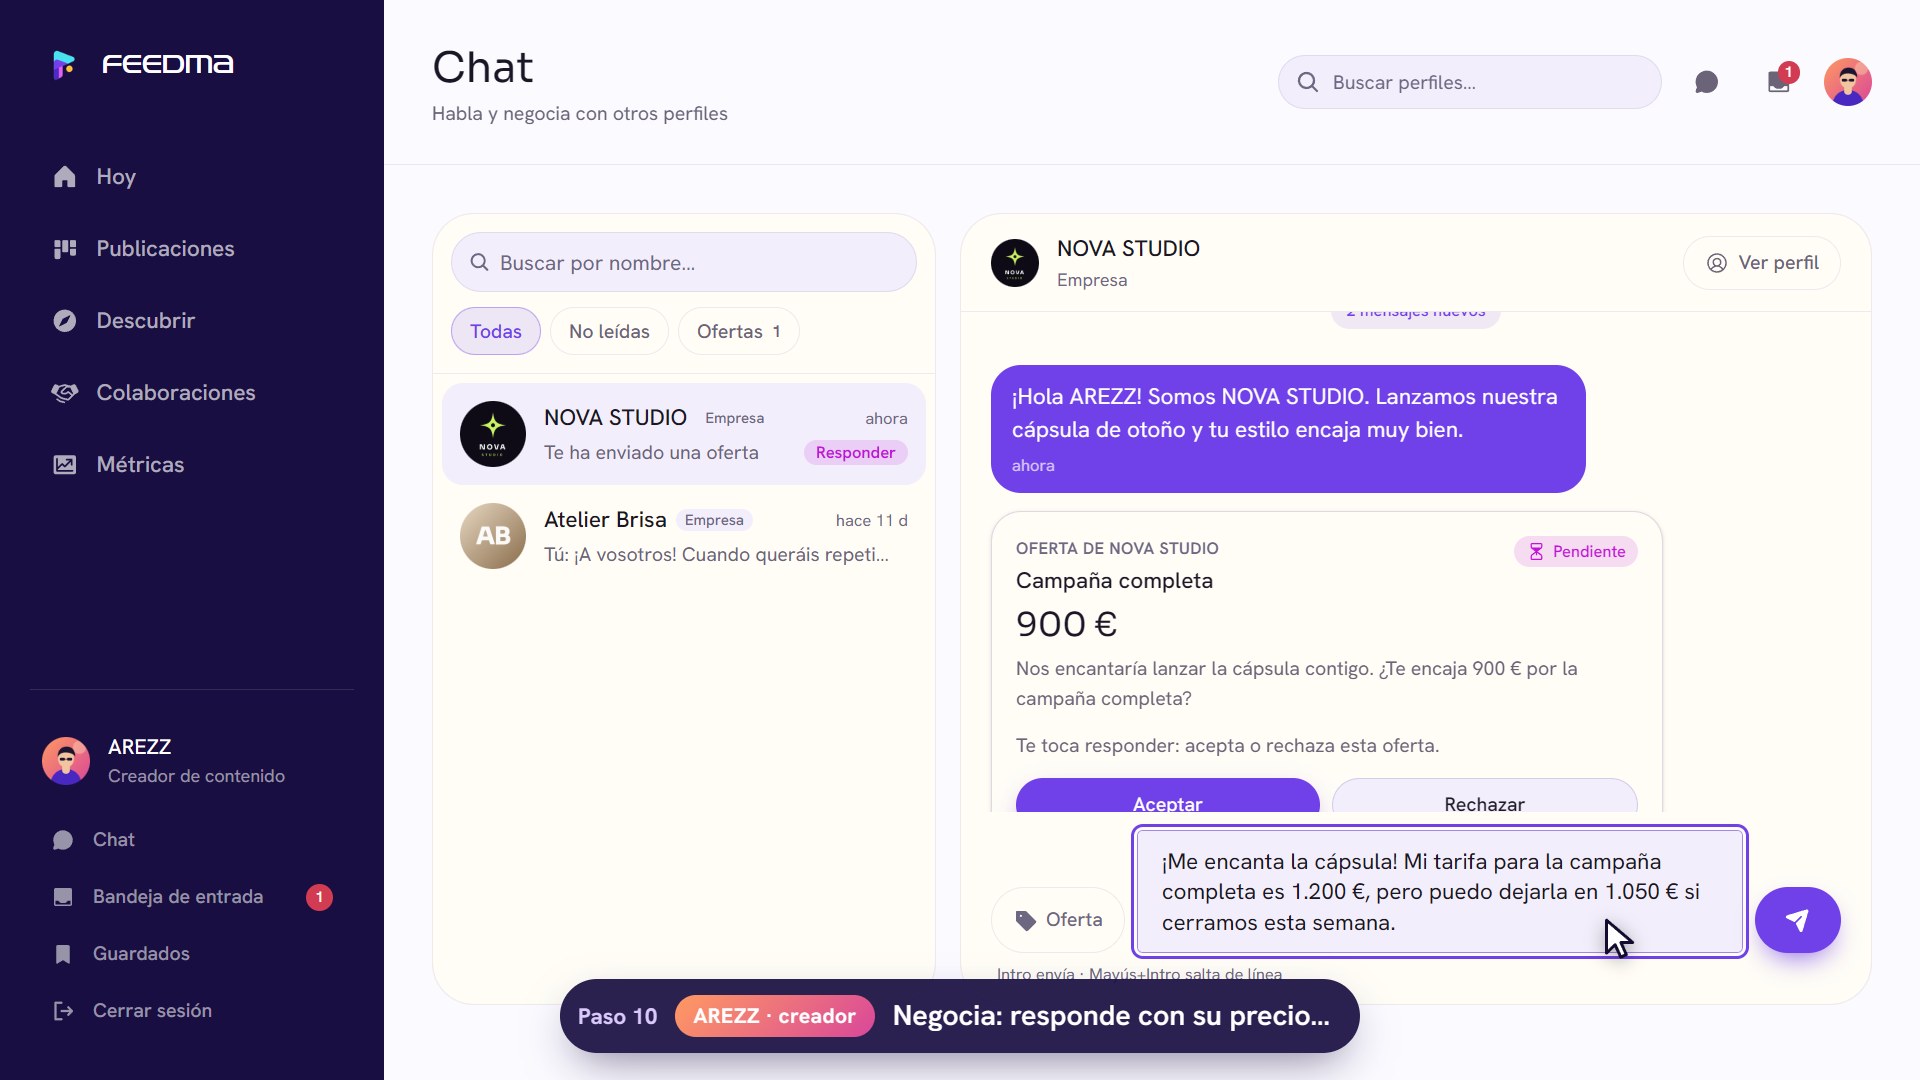 FEEDMA
Hoy
Publicaciones
Descubrir
Colaboraciones
Métricas
AREZZ
Creador de contenido
Chat
Bandeja de entrada 1
Guardados
Cerrar sesión
Chat
Habla y negocia con otros perfiles
Buscar perfiles...
1
Buscar por nombre...
Todas
No leídas
Ofertas 1
NOVA STUDIO Empresa ahora
Te ha enviado una oferta Responder
NOVA
STUDIO
AB
Atelier Brisa Empresa hace 11 d
Tú: ¡A vosotros! Cuando queráis repeti...
NOVA
NOVA STUDIO
Empresa
Ver perfil
2 mensajes nuevos
¡Hola AREZZ! Somos NOVA STUDIO. Lanzamos nuestra
cápsula de otoño y tu estilo encaja muy bien.
ahora
OFERTA DE NOVA STUDIO
Pendiente
Campaña completa
900 €
Nos encantaría lanzar la cápsula contigo. ¿Te encaja 900 € por la
campaña completa?
Te toca responder: acepta o rechaza esta oferta.
Aceptar
Rechazar
Oferta
¡Me encanta la cápsula! Mi tarifa para la campaña
completa es 1.200 €, pero puedo dejarla en 1.050 € si
cerramos esta semana.
Intro envía · Mayús+Intro salta de línea
Paso 10 AREZZ · creador Negocia: responde con su precio...